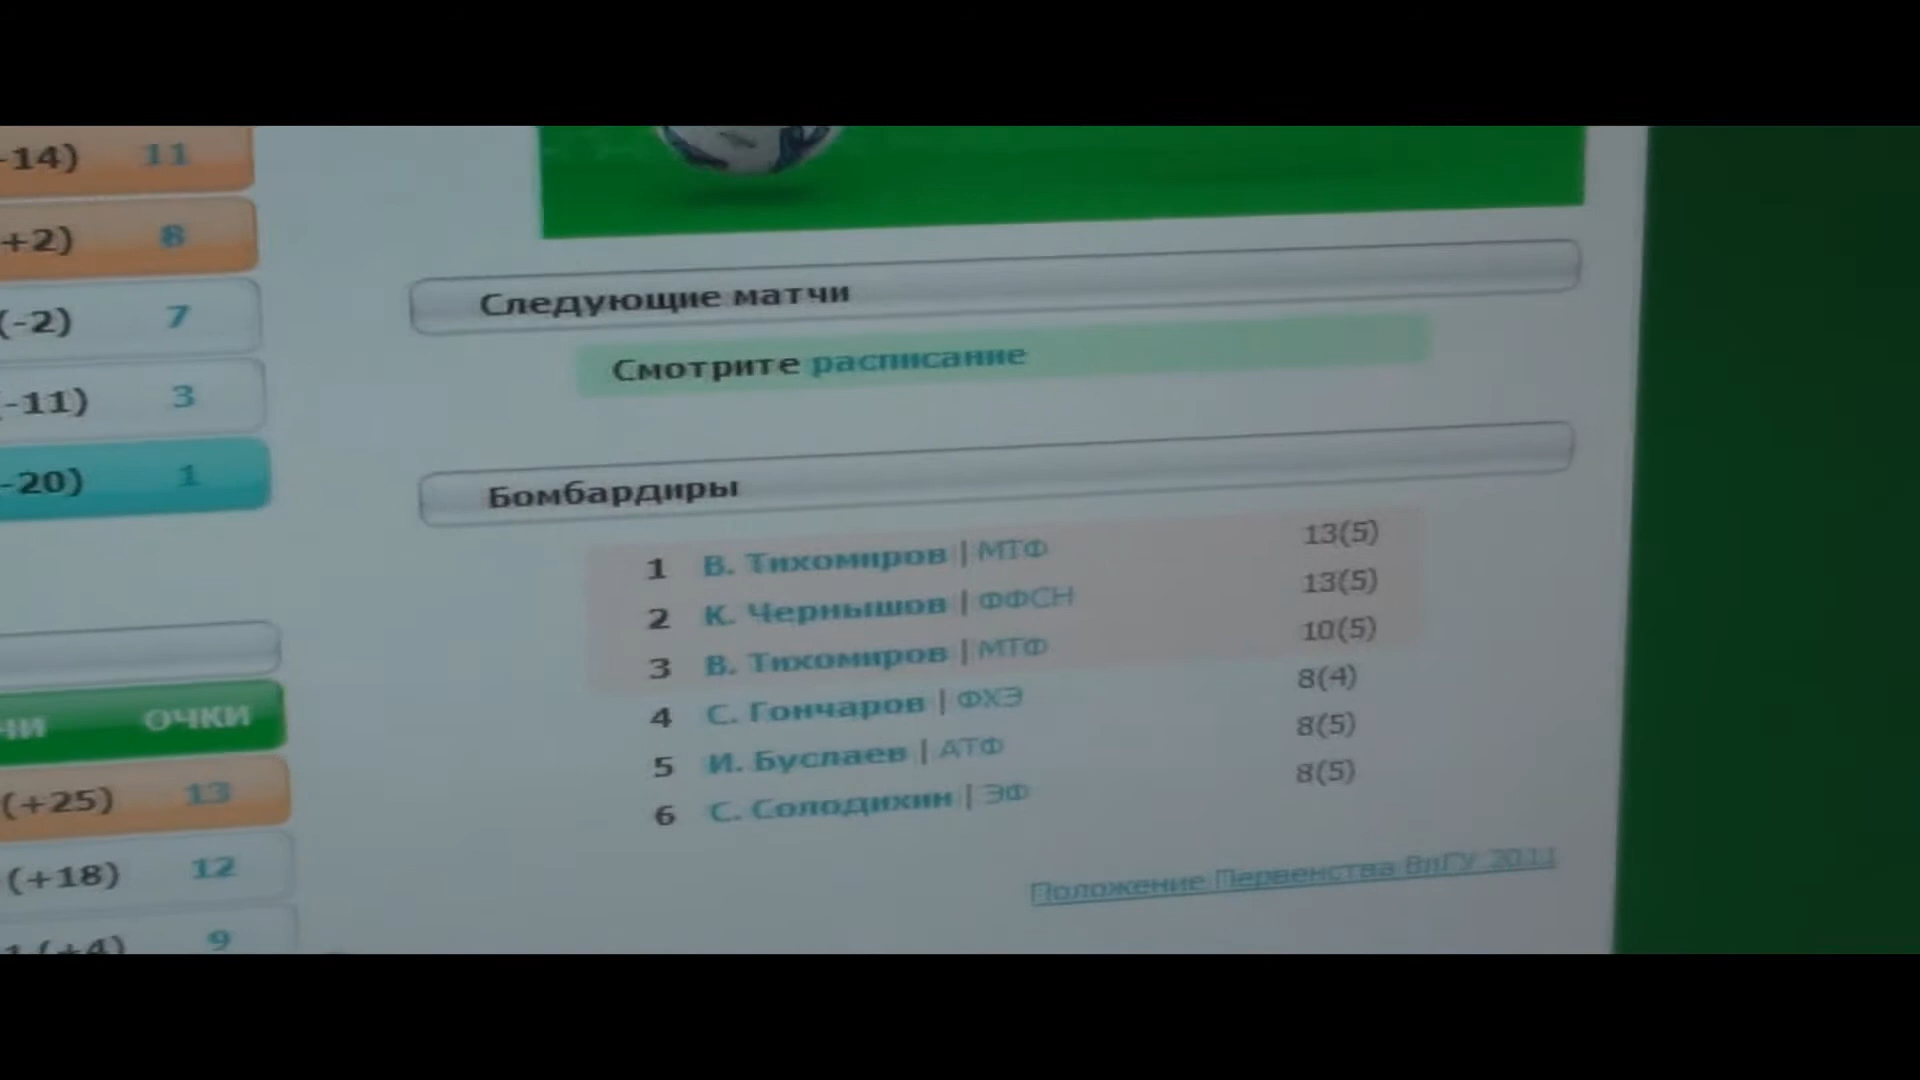 -14) 11
+2) 8
(-2) 7
-11) 3
-20) 1
чи очки
(+25) 13
(+18) 12
(+4) 9
Следующие матчи
Смотрите расписание
Бомбардиры
1 В. Тихомиров | МТФ 13(5)
2 К. Чернышов | ФФСН 13(5)
3 В. Тихомиров | МТФ 10(5)
4 С. Гончаров | ФХЭ 8(4)
5 И. Буслаев | АТФ 8(5)
6 С. Солодихин | ЭФ 8(5)
Положение Первенства ВлГУ 2011